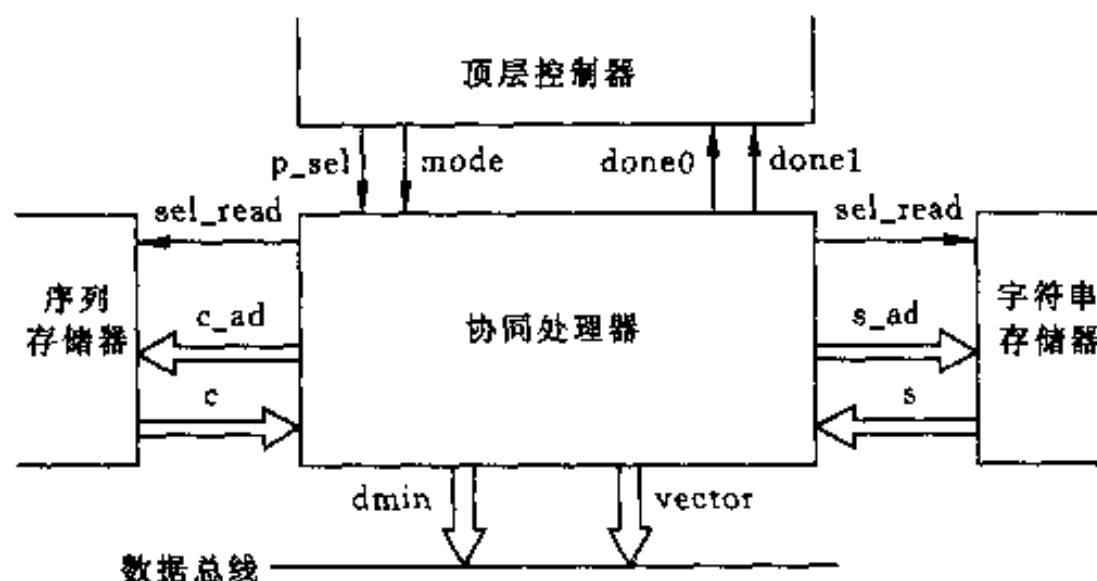 顶层控制器
p_sel mode done0 done1
sel_read sel_read
序列
存储器
c_ad
c
协同处理器
字符串
存储器
s_ad
s
dmin vector
数据总线